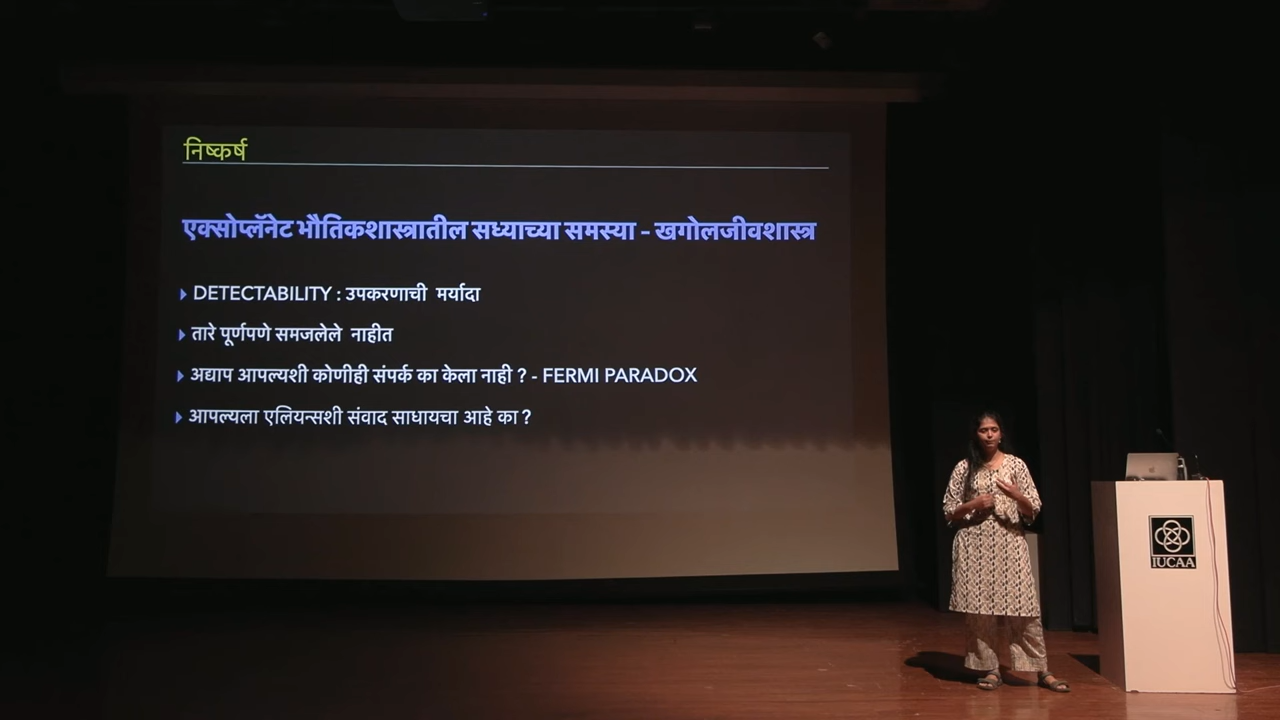 निष्कर्ष
एक्सोप्लॅनेट भौतिकशास्त्रातील सध्याच्या समस्या - खगोलजीवशास्त्र
DETECTABILITY : उपकरणाची मर्यादा
तारे पूर्णपणे समजलेले नाहीत
अद्याप आपल्यशी कोणीही संपर्क का केला नाही ? - FERMI PARADOX
आपल्यला एलियन्सशी संवाद साधायचा आहे का ?
IUCAA